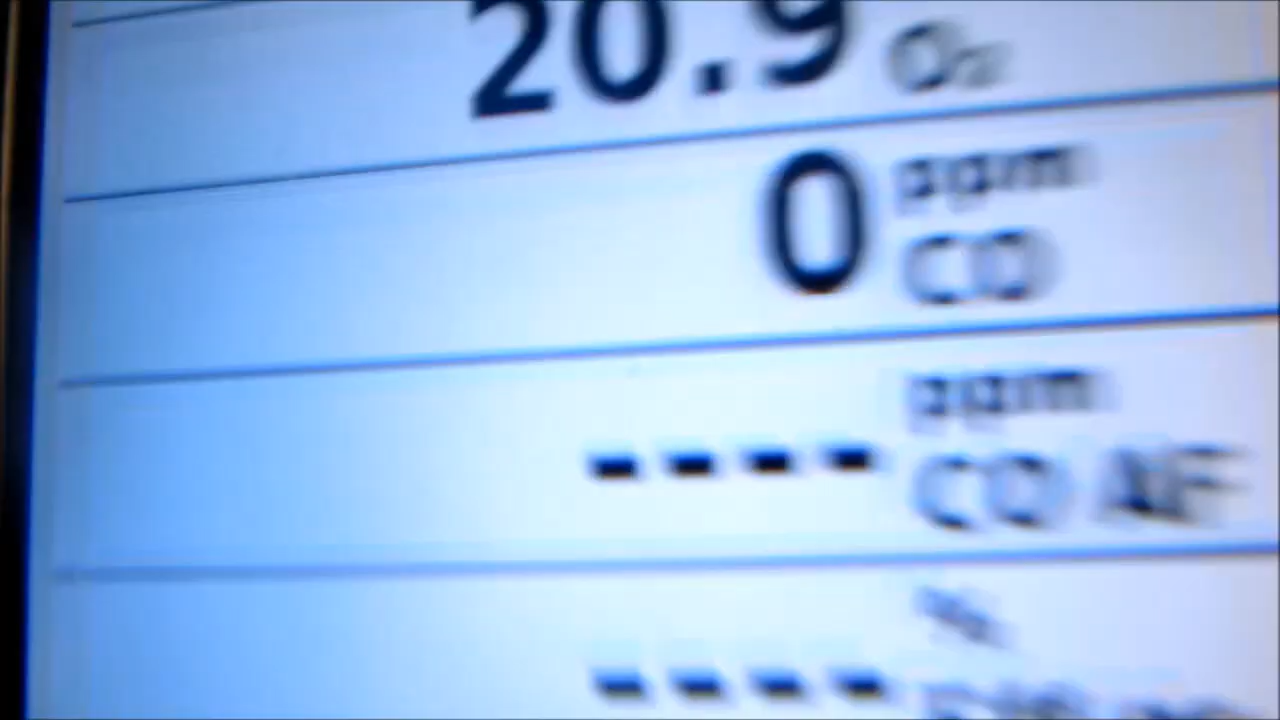 20.9 O₂
0 ppm
CO
ppm
---- CO AF
%
----